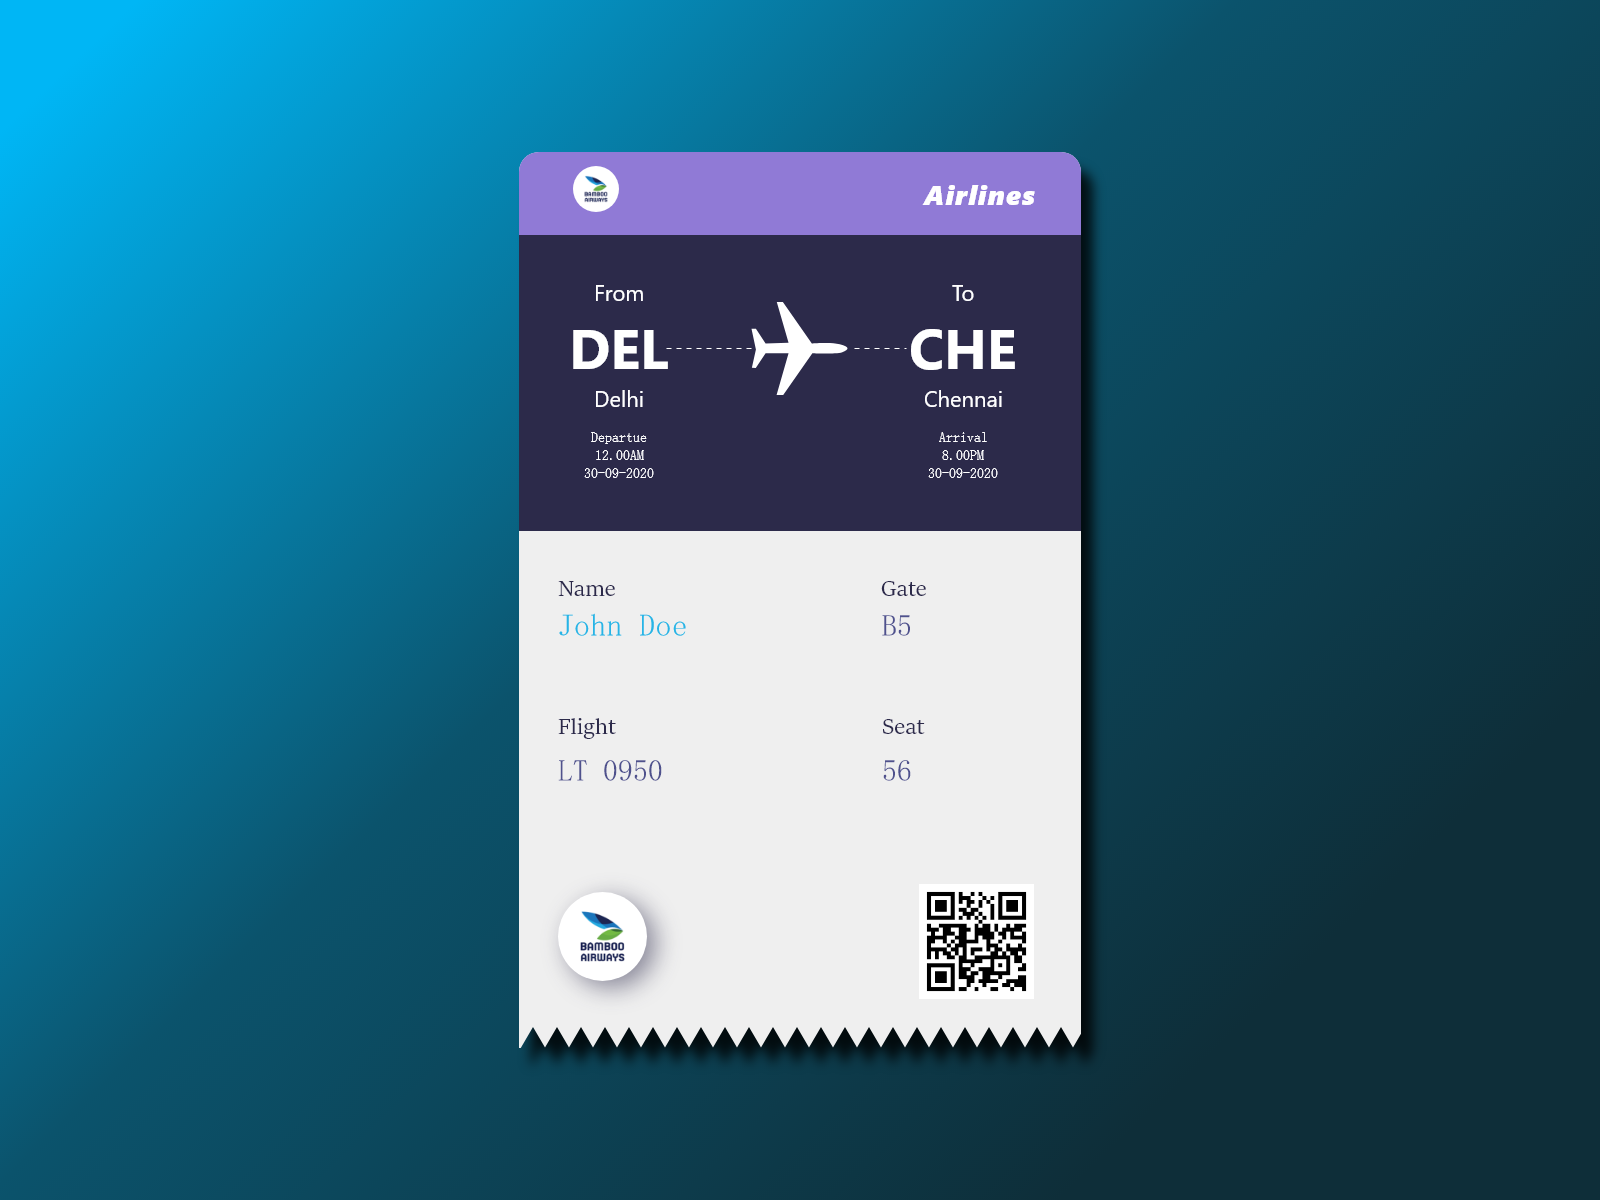 BAMBOO
AIRWAYS
Airlines
From
To
DEL
CHE
Delhi
Chennai
Departue
Arrival
12.00AM
8.00PM
30-09-2020
30-09-2020
Name
Gate
John Doe
B5
Flight
Seat
LT 0950
56
BAMBOO
AIRWAYS